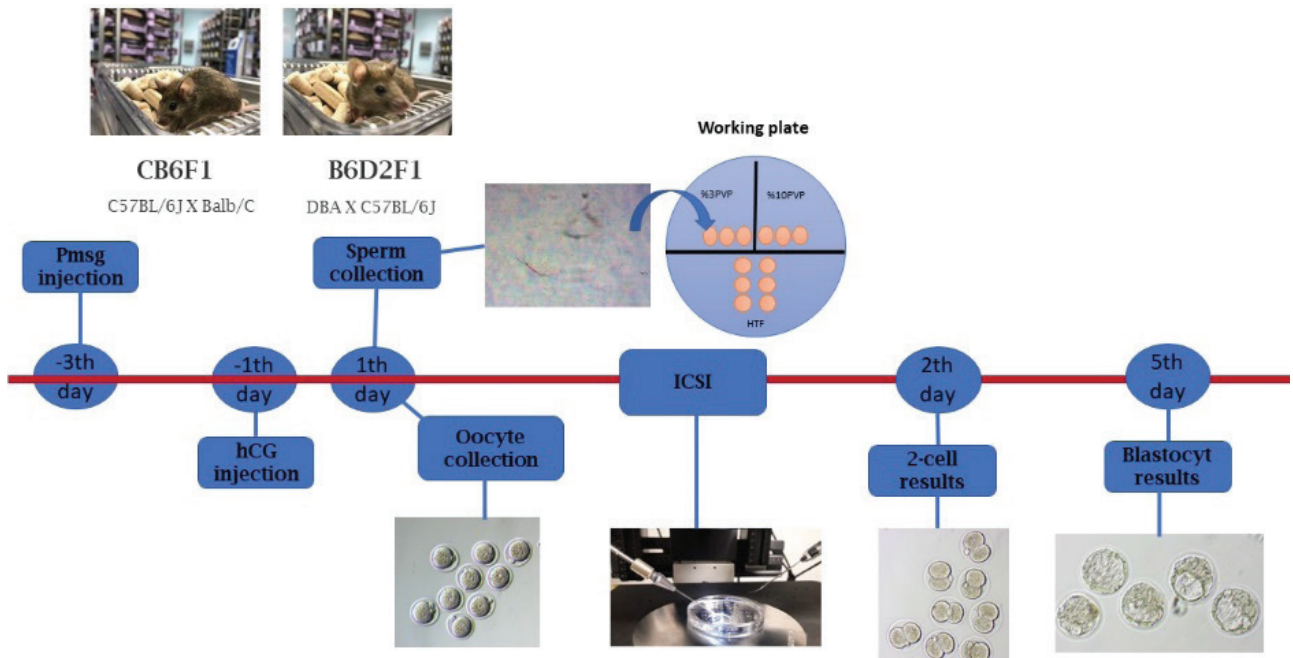 CB6F1
C57BL/6J X Balb/C
B6D2F1
DBA X C57BL/6J
Working plate
%3PVP
%10PVP
HTF
Pmsg
injection
Sperm
collection
-3th
day
-1th
day
1th
day
ICSI
2th
day
5th
day
hCG
injection
Oocyte
collection
2-cell
results
Blastocyt
results